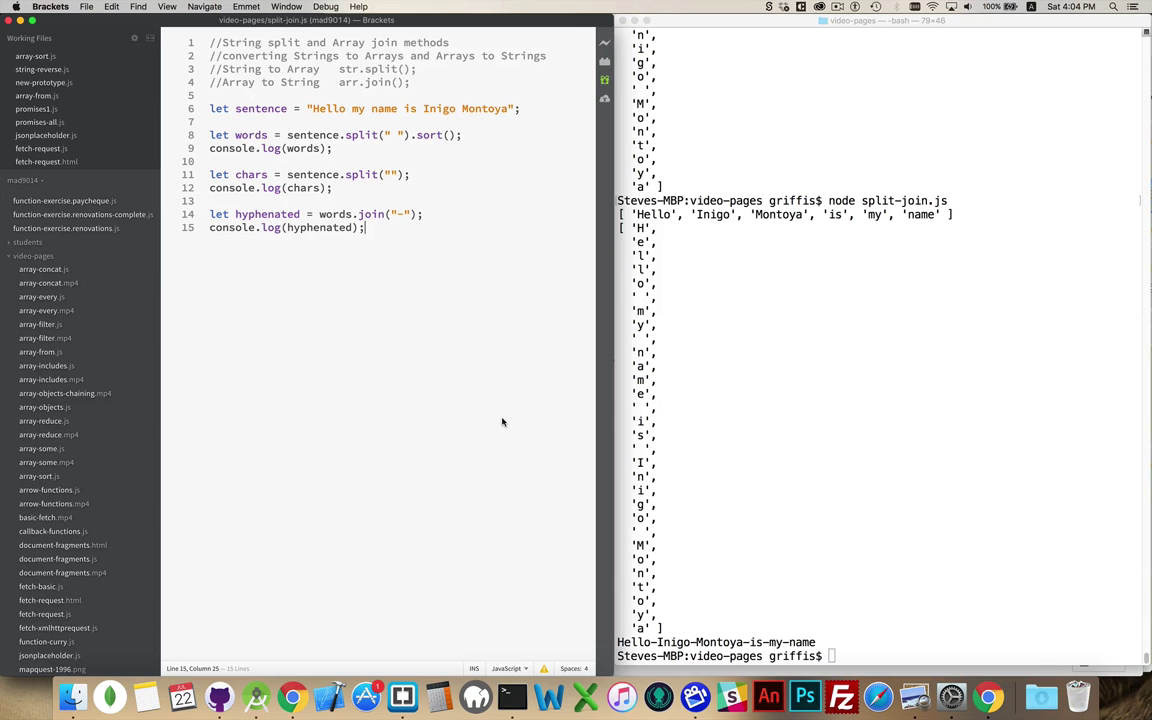 Brackets File Edit Find View Navigate Emmet Window Debug Help
100% Sat 4:04 PM
video-pages/split-join.js (mad9014) — Brackets
video-pages — -bash — 79×46
Working Files
array-sort.js
string-reverse.js
new-prototype.js
array-from.js
promises1.js
promises-all.js
jsonplaceholder.js
fetch-request.js
fetch-request.html
mad9014
function-exercise.paycheque.js
function-exercise.renovations-complete.js
function-exercise.renovations.js
students
video-pages
array-concat.js
array-concat.mp4
array-every.js
array-every.mp4
array-filter.js
array-filter.mp4
array-from.js
array-includes.js
array-includes.mp4
array-objects-chaining.mp4
array-objects.js
array-reduce.js
array-reduce.mp4
array-some.js
array-some.mp4
array-sort.js
arrow-functions.js
arrow-functions.mp4
basic-fetch.mp4
callback-functions.js
document-fragments.html
document-fragments.js
document-fragments.mp4
fetch-basic.js
fetch-request.html
fetch-request.js
fetch-xmlhttprequest.js
function-curry.js
jsonplaceholder.js
mapquest-1996.png
1 //String split and Array join methods
2 //converting Strings to Arrays and Arrays to Strings
3 //String to Array str.split();
4 //Array to String arr.join();
5
6 let sentence = "Hello my name is Inigo Montoya";
7
8 let words = sentence.split(" ").sort();
9 console.log(words);
10
11 let chars = sentence.split("");
12 console.log(chars);
13
14 let hyphenated = words.join("-");
15 console.log(hyphenated);
Line 15, Column 25 — 15 Lines
INS JavaScript Spaces: 4
'n',
'i',
'g',
'o',
' ',
'M',
'o',
'n',
't',
'o',
'y',
'a' ]
Steves-MBP:video-pages griffis$ node split-join.js
[ 'Hello', 'Inigo', 'Montoya', 'is', 'my', 'name' ]
[ 'H',
'e',
'l',
'l',
'o',
' ',
'm',
'y',
' ',
'n',
'a',
'm',
'e',
' ',
'i',
's',
' ',
'I',
'n',
'i',
'g',
'o',
' ',
'M',
'o',
'n',
't',
'o',
'y',
'a' ]
Hello-Inigo-Montoya-is-my-name
Steves-MBP:video-pages griffis$
JUL
22
1
An
Ps
Fz